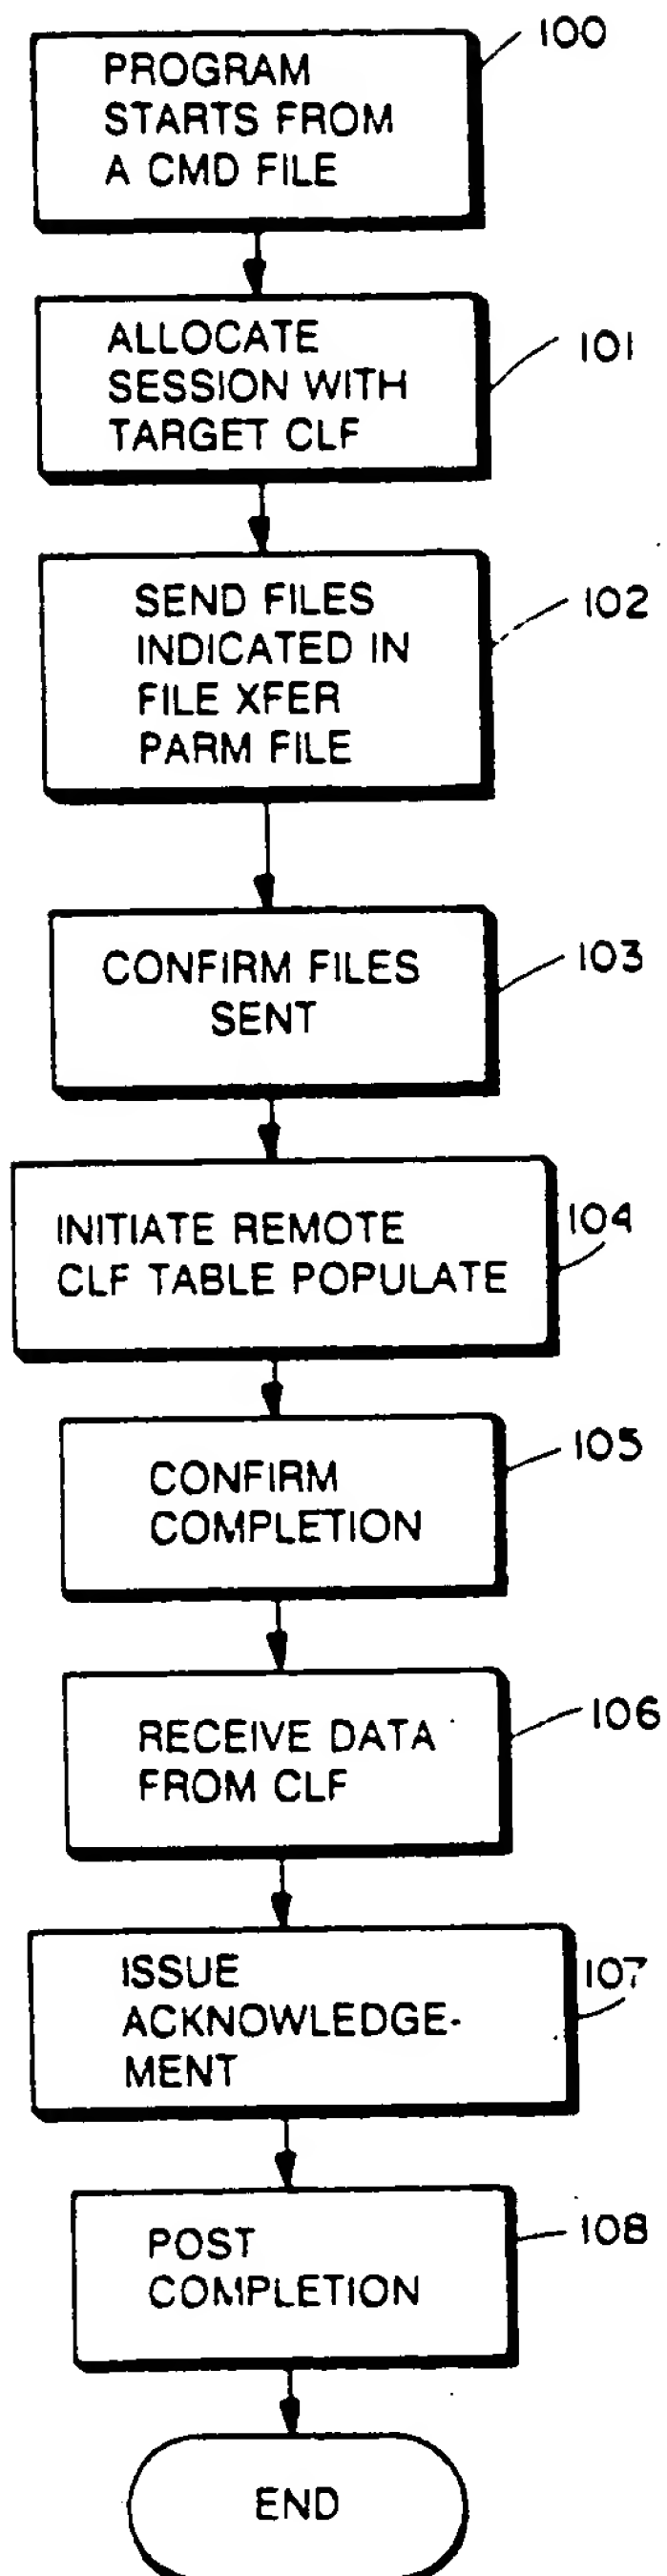 100
PROGRAM
STARTS FROM
A CMD FILE
101
ALLOCATE
SESSION WITH
TARGET CLF
102
SEND FILES
INDICATED IN
FILE XFER
PARM FILE
103
CONFIRM FILES
SENT
104
INITIATE REMOTE
CLF TABLE POPULATE
105
CONFIRM
COMPLETION
106
RECEIVE DATA
FROM CLF
107
ISSUE
ACKNOWLEDGE-
MENT
108
POST
COMPLETION
END